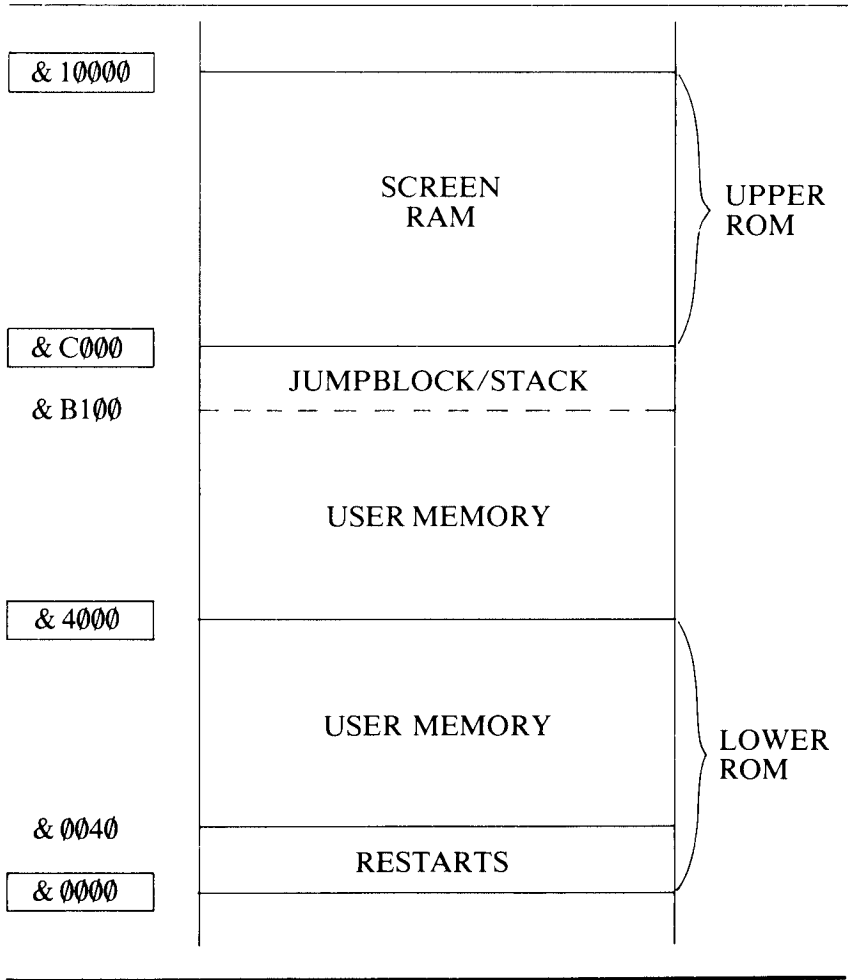 & 10000
SCREEN
RAM
UPPER
ROM
& C000
JUMPBLOCK/STACK
& B100
USER MEMORY
& 4000
USER MEMORY
LOWER
ROM
& 0040
RESTARTS
& 0000